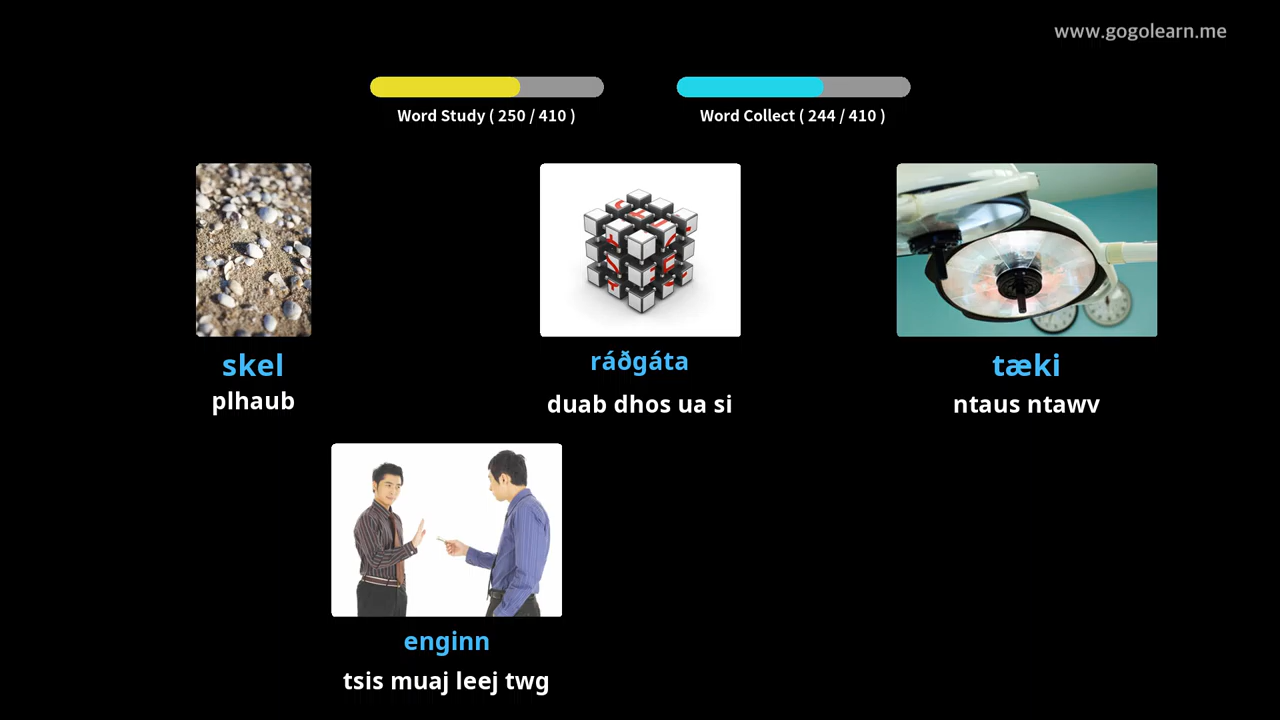 www.gogolearn.me
Word Study ( 250 / 410 )
Word Collect ( 244 / 410 )
skel
plhaub
ráðgáta
duab dhos ua si
tæki
ntaus ntawv
enginn
tsis muaj leej twg